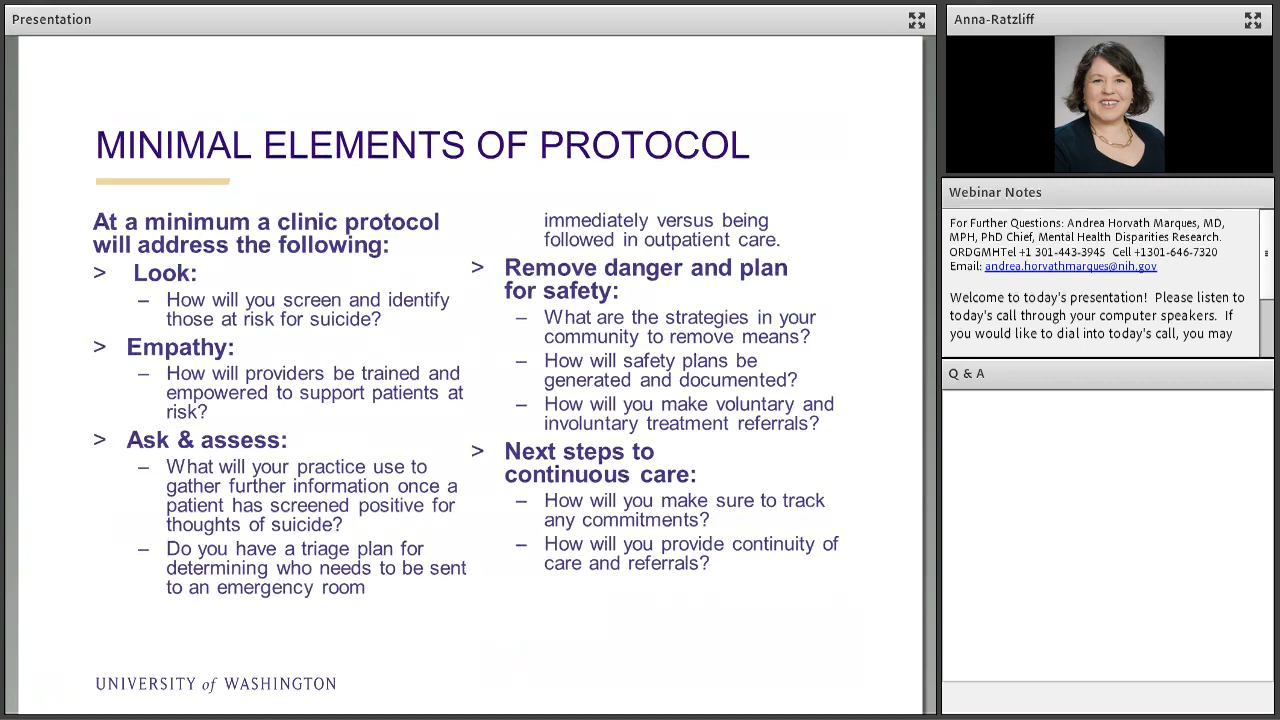 Presentation
MINIMAL ELEMENTS OF PROTOCOL
At a minimum a clinic protocol
will address the following:
> Look:
– How will you screen and identify
those at risk for suicide?
> Empathy:
– How will providers be trained and
empowered to support patients at
risk?
> Ask & assess:
– What will your practice use to
gather further information once a
patient has screened positive for
thoughts of suicide?
– Do you have a triage plan for
determining who needs to be sent
to an emergency room
immediately versus being
followed in outpatient care.
> Remove danger and plan
for safety:
– What are the strategies in your
community to remove means?
– How will safety plans be
generated and documented?
– How will you make voluntary and
involuntary treatment referrals?
> Next steps to
continuous care:
– How will you make sure to track
any commitments?
– How will you provide continuity of
care and referrals?
UNIVERSITY of WASHINGTON
Anna-Ratzliff
Webinar Notes
For Further Questions: Andrea Horvath Marques, MD,
MPH, PhD Chief, Mental Health Disparities Research.
ORDGMHTel +1 301-443-3945 Cell +1301-646-7320
Email: andrea.horvathmarques@nih.gov
Welcome to today's presentation! Please listen to
today's call through your computer speakers. If
you would like to dial into today's call, you may
Q & A